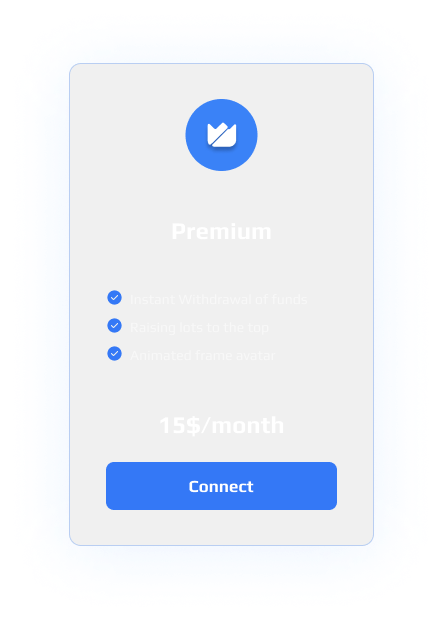 Premium
Instant Withdrawal of funds
Raising lots to the top
Animated frame avatar
15$/month
Connect